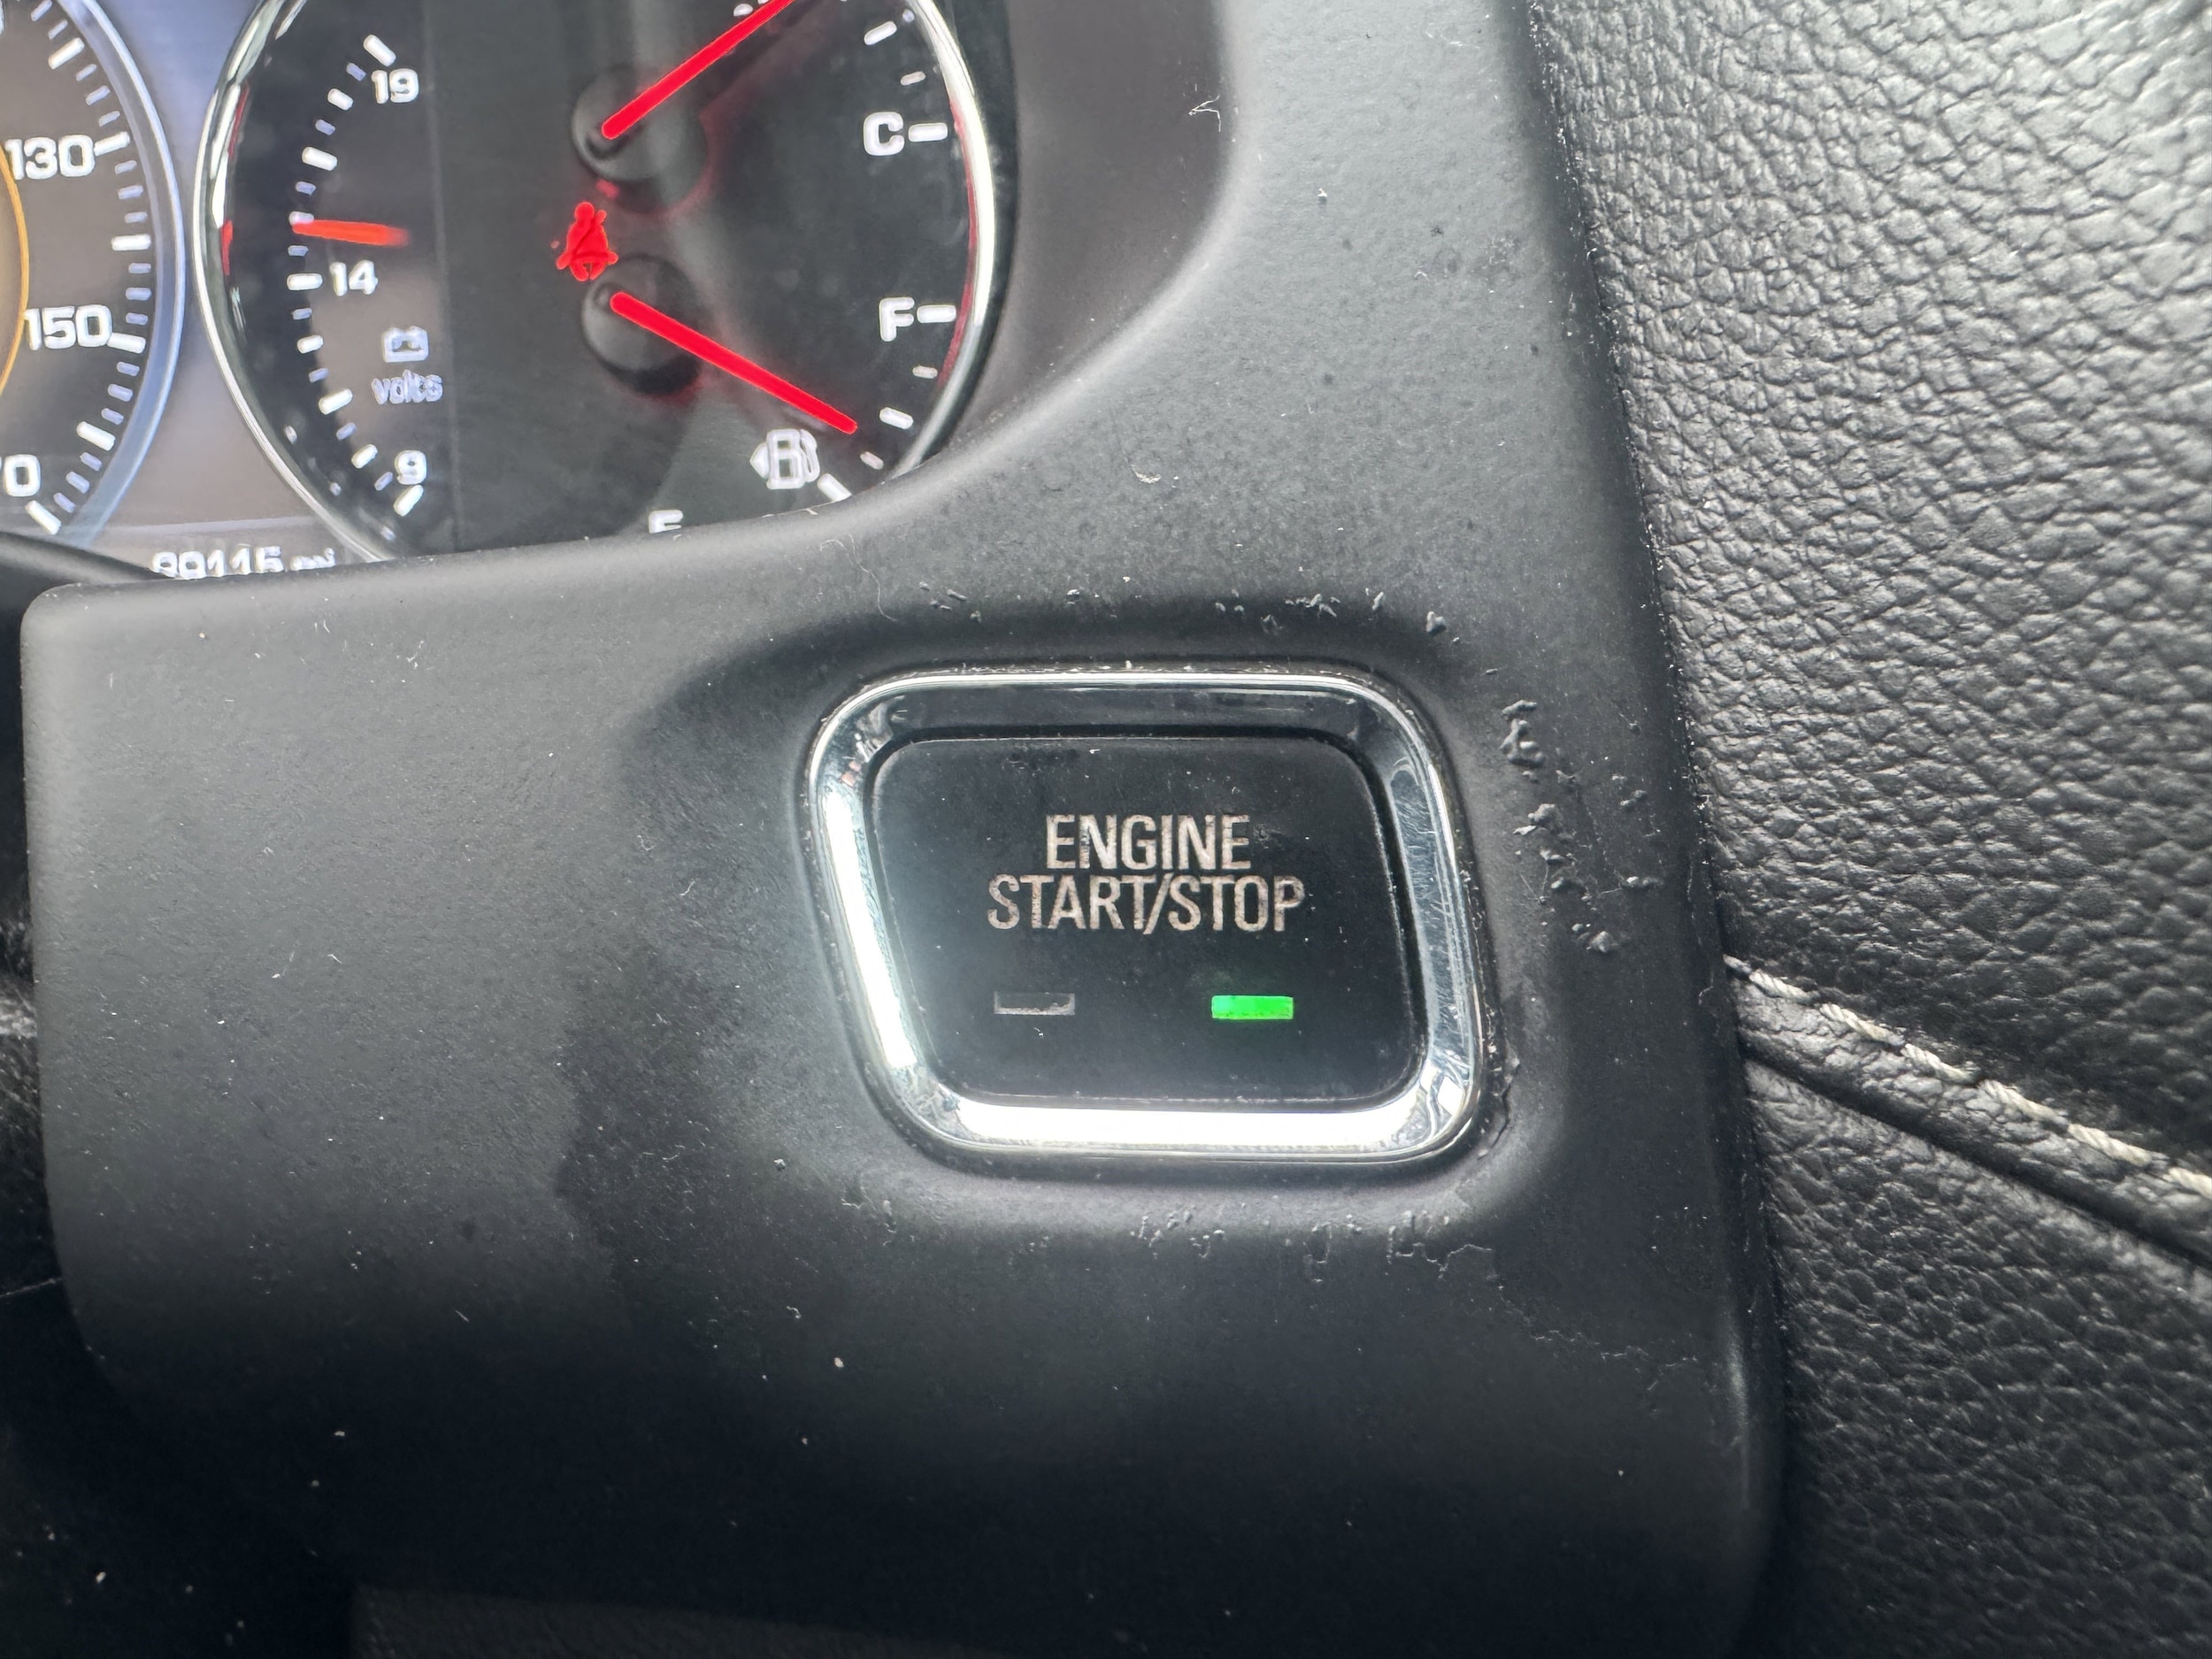 19
C
130
14
F
150
volts
9
ENGINE
START/STOP